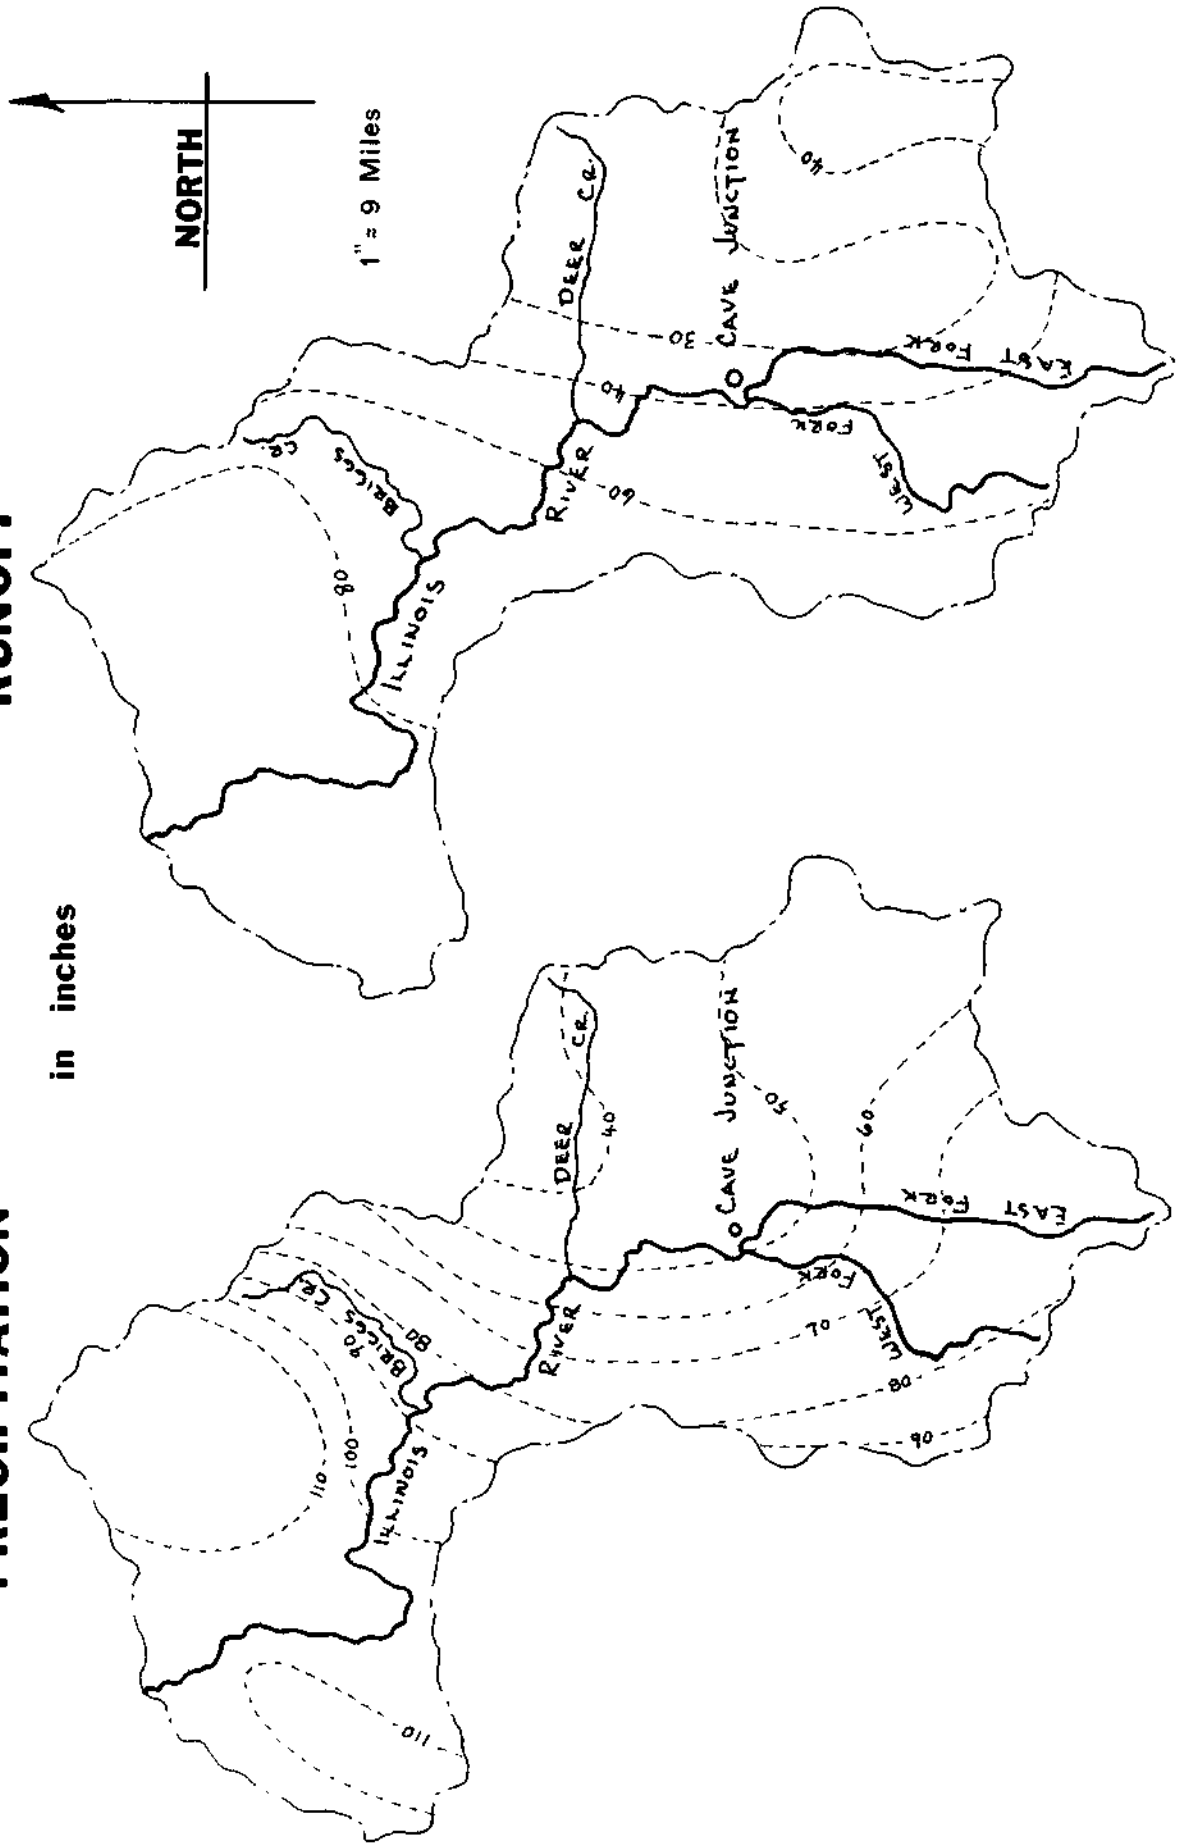 in inches
NORTH
1" = 9 Miles
110
110
100
90
80
BRIGGS CR.
ILLINOIS
RIVER
DEER CR.
40
CAVE JUNCTION
50
60
70
80
90
WEST FORK
EAST FORK
80
BRIGGS CR.
ILLINOIS
RIVER
DEER CR.
40
30
60
CAVE JUNCTION
40
WEST FORK
EAST FORK